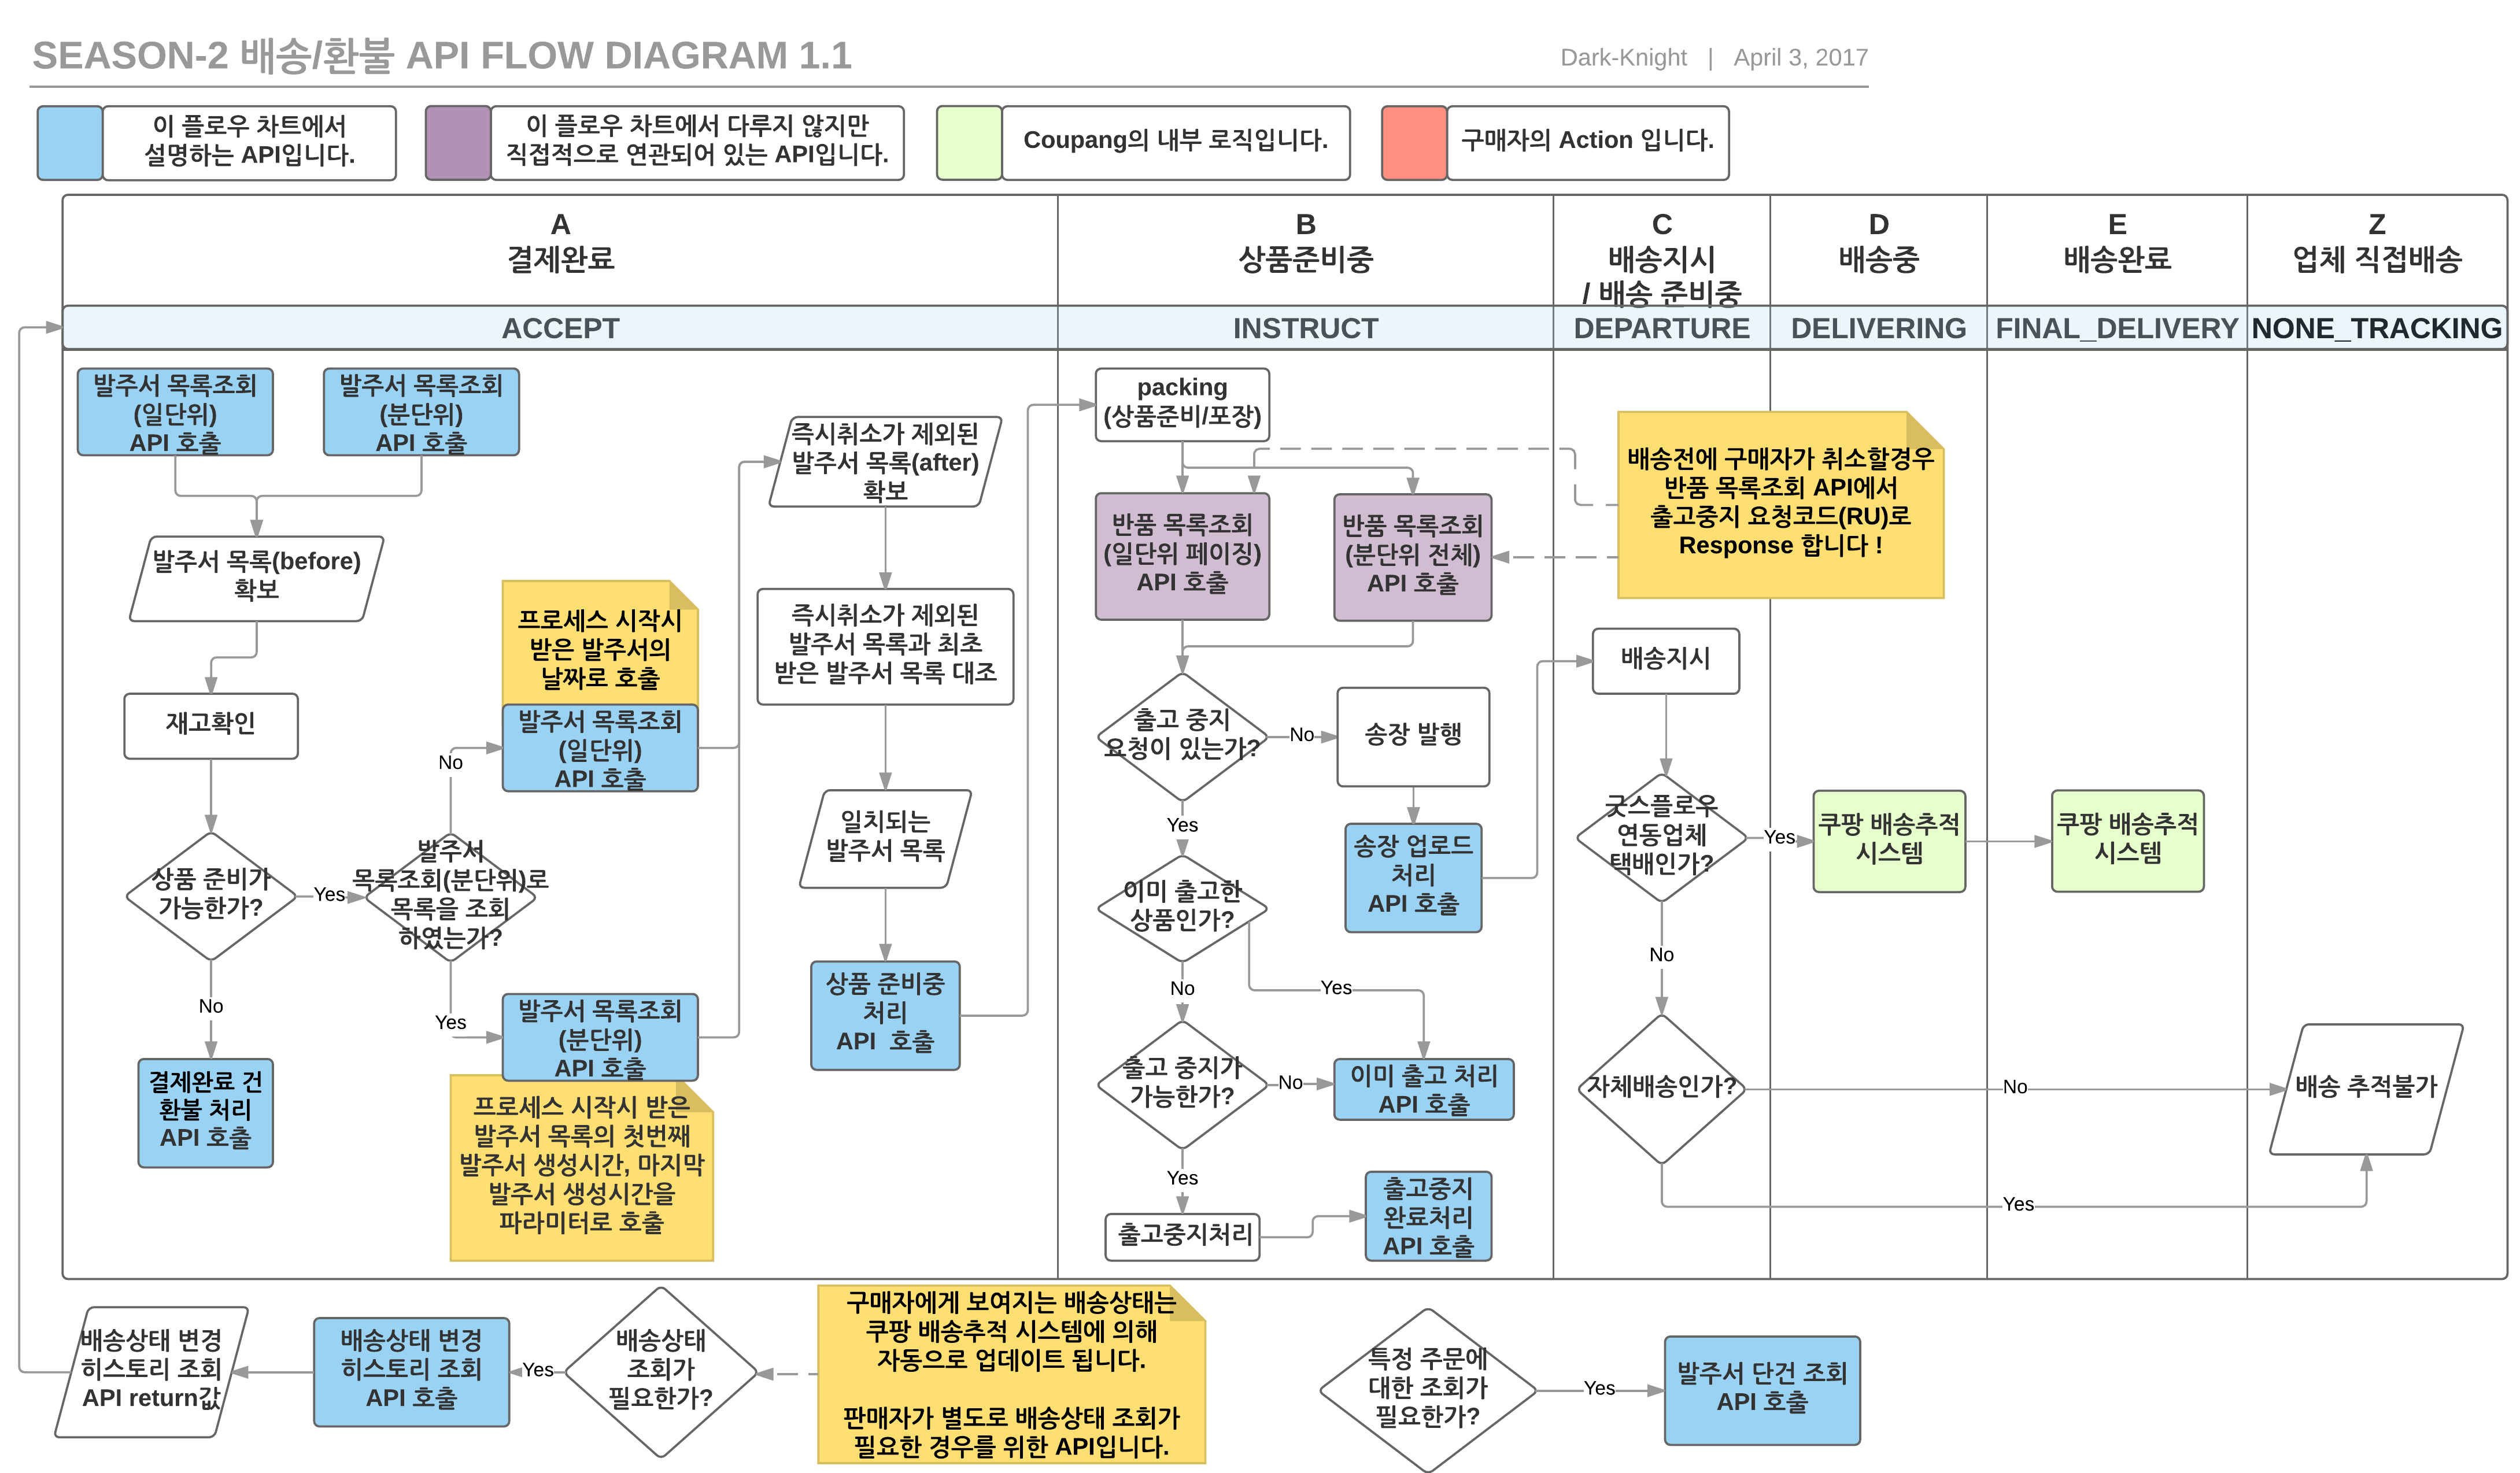 SEASON-2 배송/환불 API FLOW DIAGRAM 1.1
Dark-Knight | April 3, 2017
이 플로우 차트에서
설명하는 API입니다.
이 플로우 차트에서 다루지 않지만
직접적으로 연관되어 있는 API입니다.
Coupang의 내부 로직입니다.
구매자의 Action 입니다.
A
결제완료
B
상품준비중
C
배송지시
/ 배송 준비중
D
배송중
E
배송완료
Z
업체 직접배송
ACCEPT
INSTRUCT
DEPARTURE
DELIVERING
FINAL_DELIVERY
NONE_TRACKING
발주서 목록조회
(일단위)
API 호출
발주서 목록조회
(분단위)
API 호출
발주서 목록(before)
확보
재고확인
상품 준비가
가능한가?
Yes
No
결제완료 건
환불 처리
API 호출
발주서
목록조회(분단위)로
목록을 조회
하였는가?
No
Yes
프로세스 시작시
받은 발주서의
날짜로 호출
발주서 목록조회
(일단위)
API 호출
발주서 목록조회
(분단위)
API 호출
프로세스 시작시 받은
발주서 목록의 첫번째
발주서 생성시간, 마지막
발주서 생성시간을
파라미터로 호출
즉시취소가 제외된
발주서 목록(after)
확보
즉시취소가 제외된
발주서 목록과 최초
받은 발주서 목록 대조
일치되는
발주서 목록
상품 준비중
처리
API 호출
packing
(상품준비/포장)
반품 목록조회
(일단위 페이징)
API 호출
반품 목록조회
(분단위 전체)
API 호출
출고 중지
요청이 있는가?
No
송장 발행
송장 업로드
처리
API 호출
Yes
이미 출고한
상품인가?
No
Yes
출고 중지가
가능한가?
No
이미 출고 처리
API 호출
Yes
출고중지처리
출고중지
완료처리
API 호출
배송전에 구매자가 취소할경우
반품 목록조회 API에서
출고중지 요청코드(RU)로
Response 합니다 !
배송지시
굿스플로우
연동업체
택배인가?
Yes
쿠팡 배송추적
시스템
쿠팡 배송추적
시스템
No
자체배송인가?
No
Yes
배송 추적불가
배송상태 변경
히스토리 조회
API return값
배송상태 변경
히스토리 조회
API 호출
Yes
배송상태
조회가
필요한가?
구매자에게 보여지는 배송상태는
쿠팡 배송추적 시스템에 의해
자동으로 업데이트 됩니다.
판매자가 별도로 배송상태 조회가
필요한 경우를 위한 API입니다.
특정 주문에
대한 조회가
필요한가?
Yes
발주서 단건 조회
API 호출